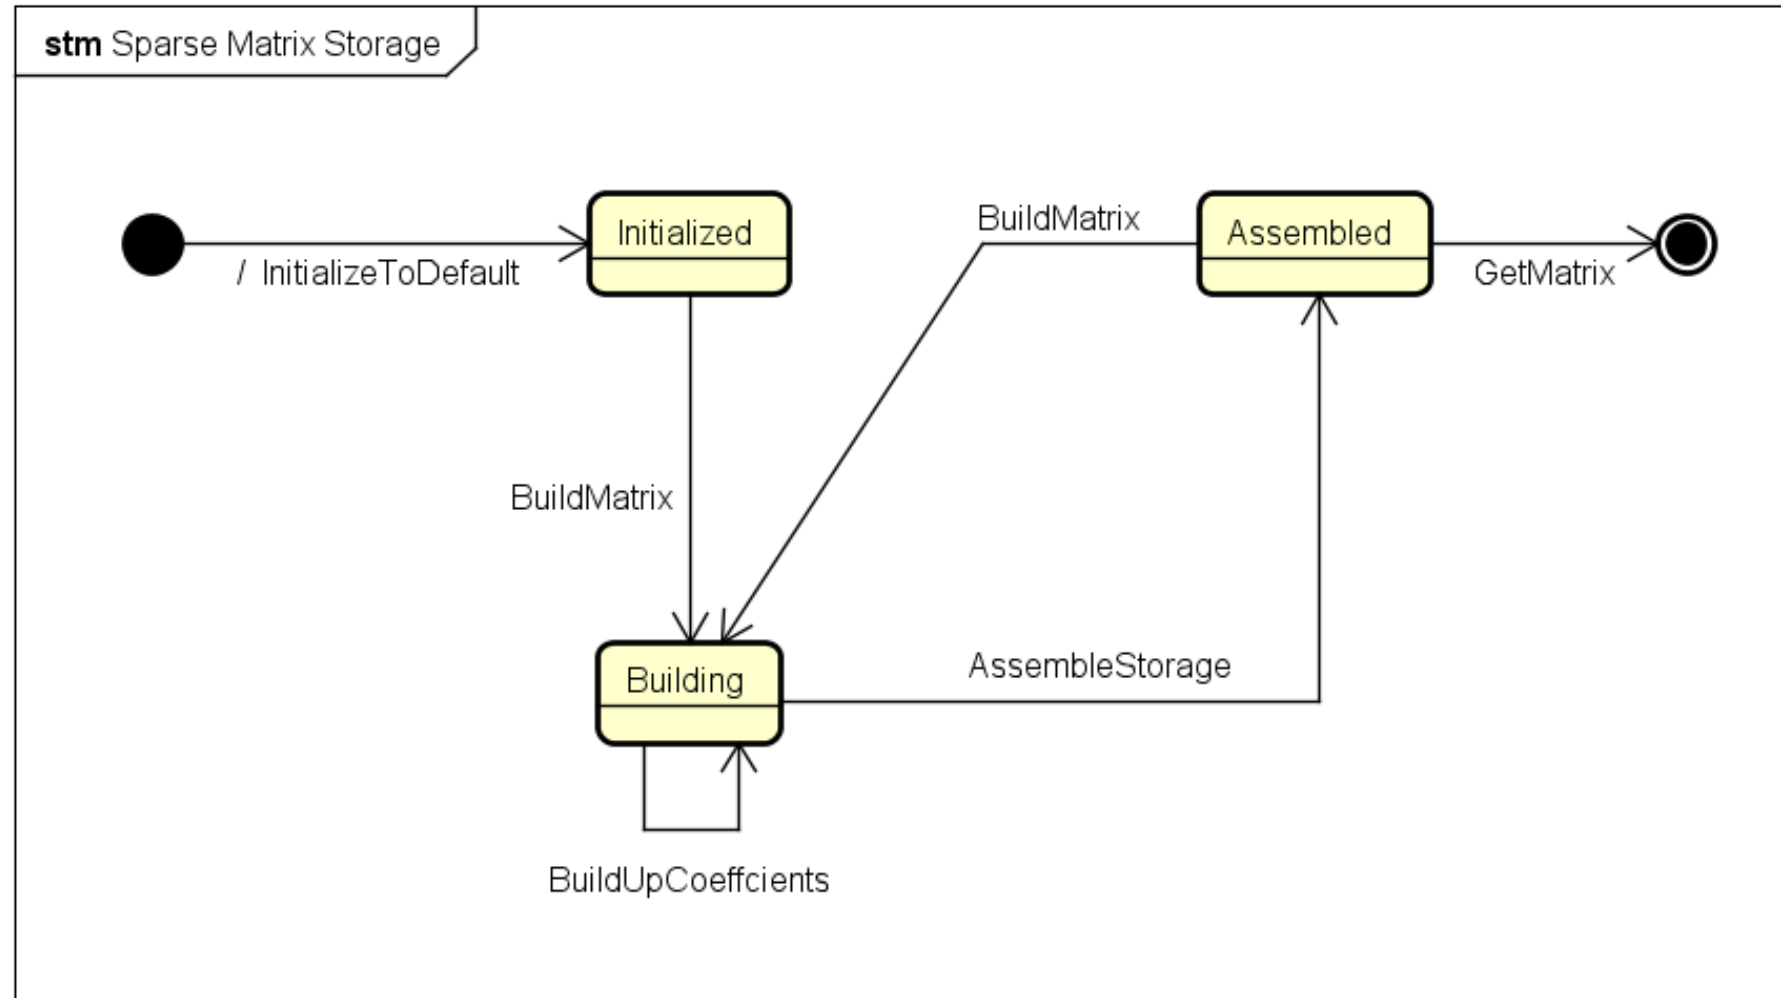 stm Sparse Matrix Storage
Initialized
BuildMatrix
Assembled
/ InitializeToDefault
GetMatrix
BuildMatrix
Building
AssembleStorage
BuildUpCoeffcients